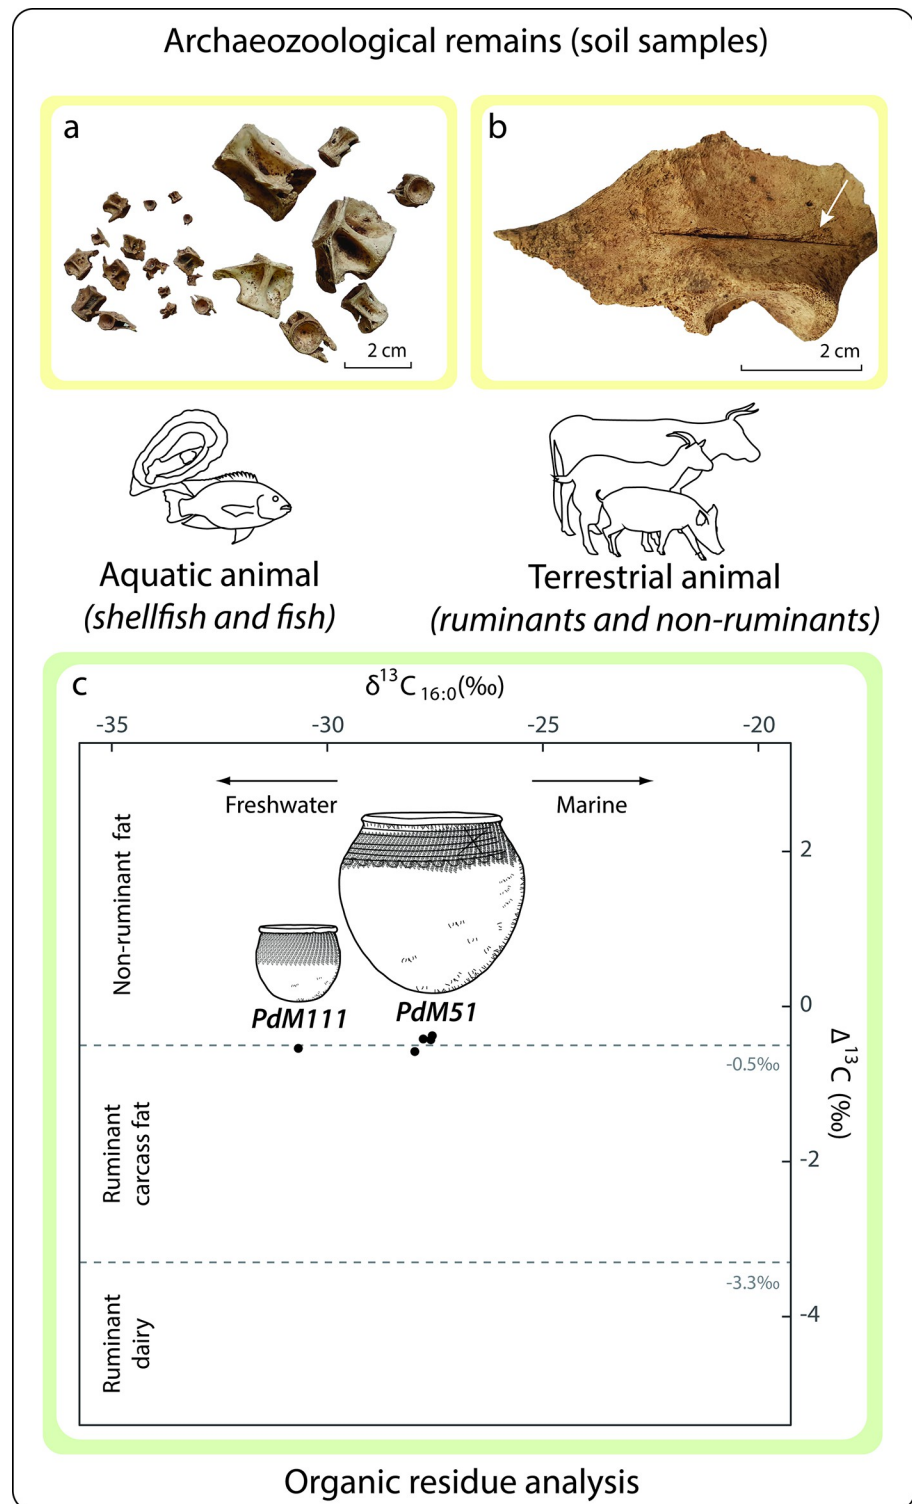 Archaeozoological remains (soil samples)
a
b
2 cm
2 cm
Aquatic animal
(shellfish and fish)
Terrestrial animal
(ruminants and non-ruminants)
c
δ¹³C₁₆:₀(‰)
-35 -30 -25 -20
Freshwater
Marine
Non-ruminant fat
2
0
PdM111
PdM51
-0.5‰
Δ¹³C (‰)
Ruminant
carcass fat
-2
-3.3‰
Ruminant
dairy
-4
Organic residue analysis